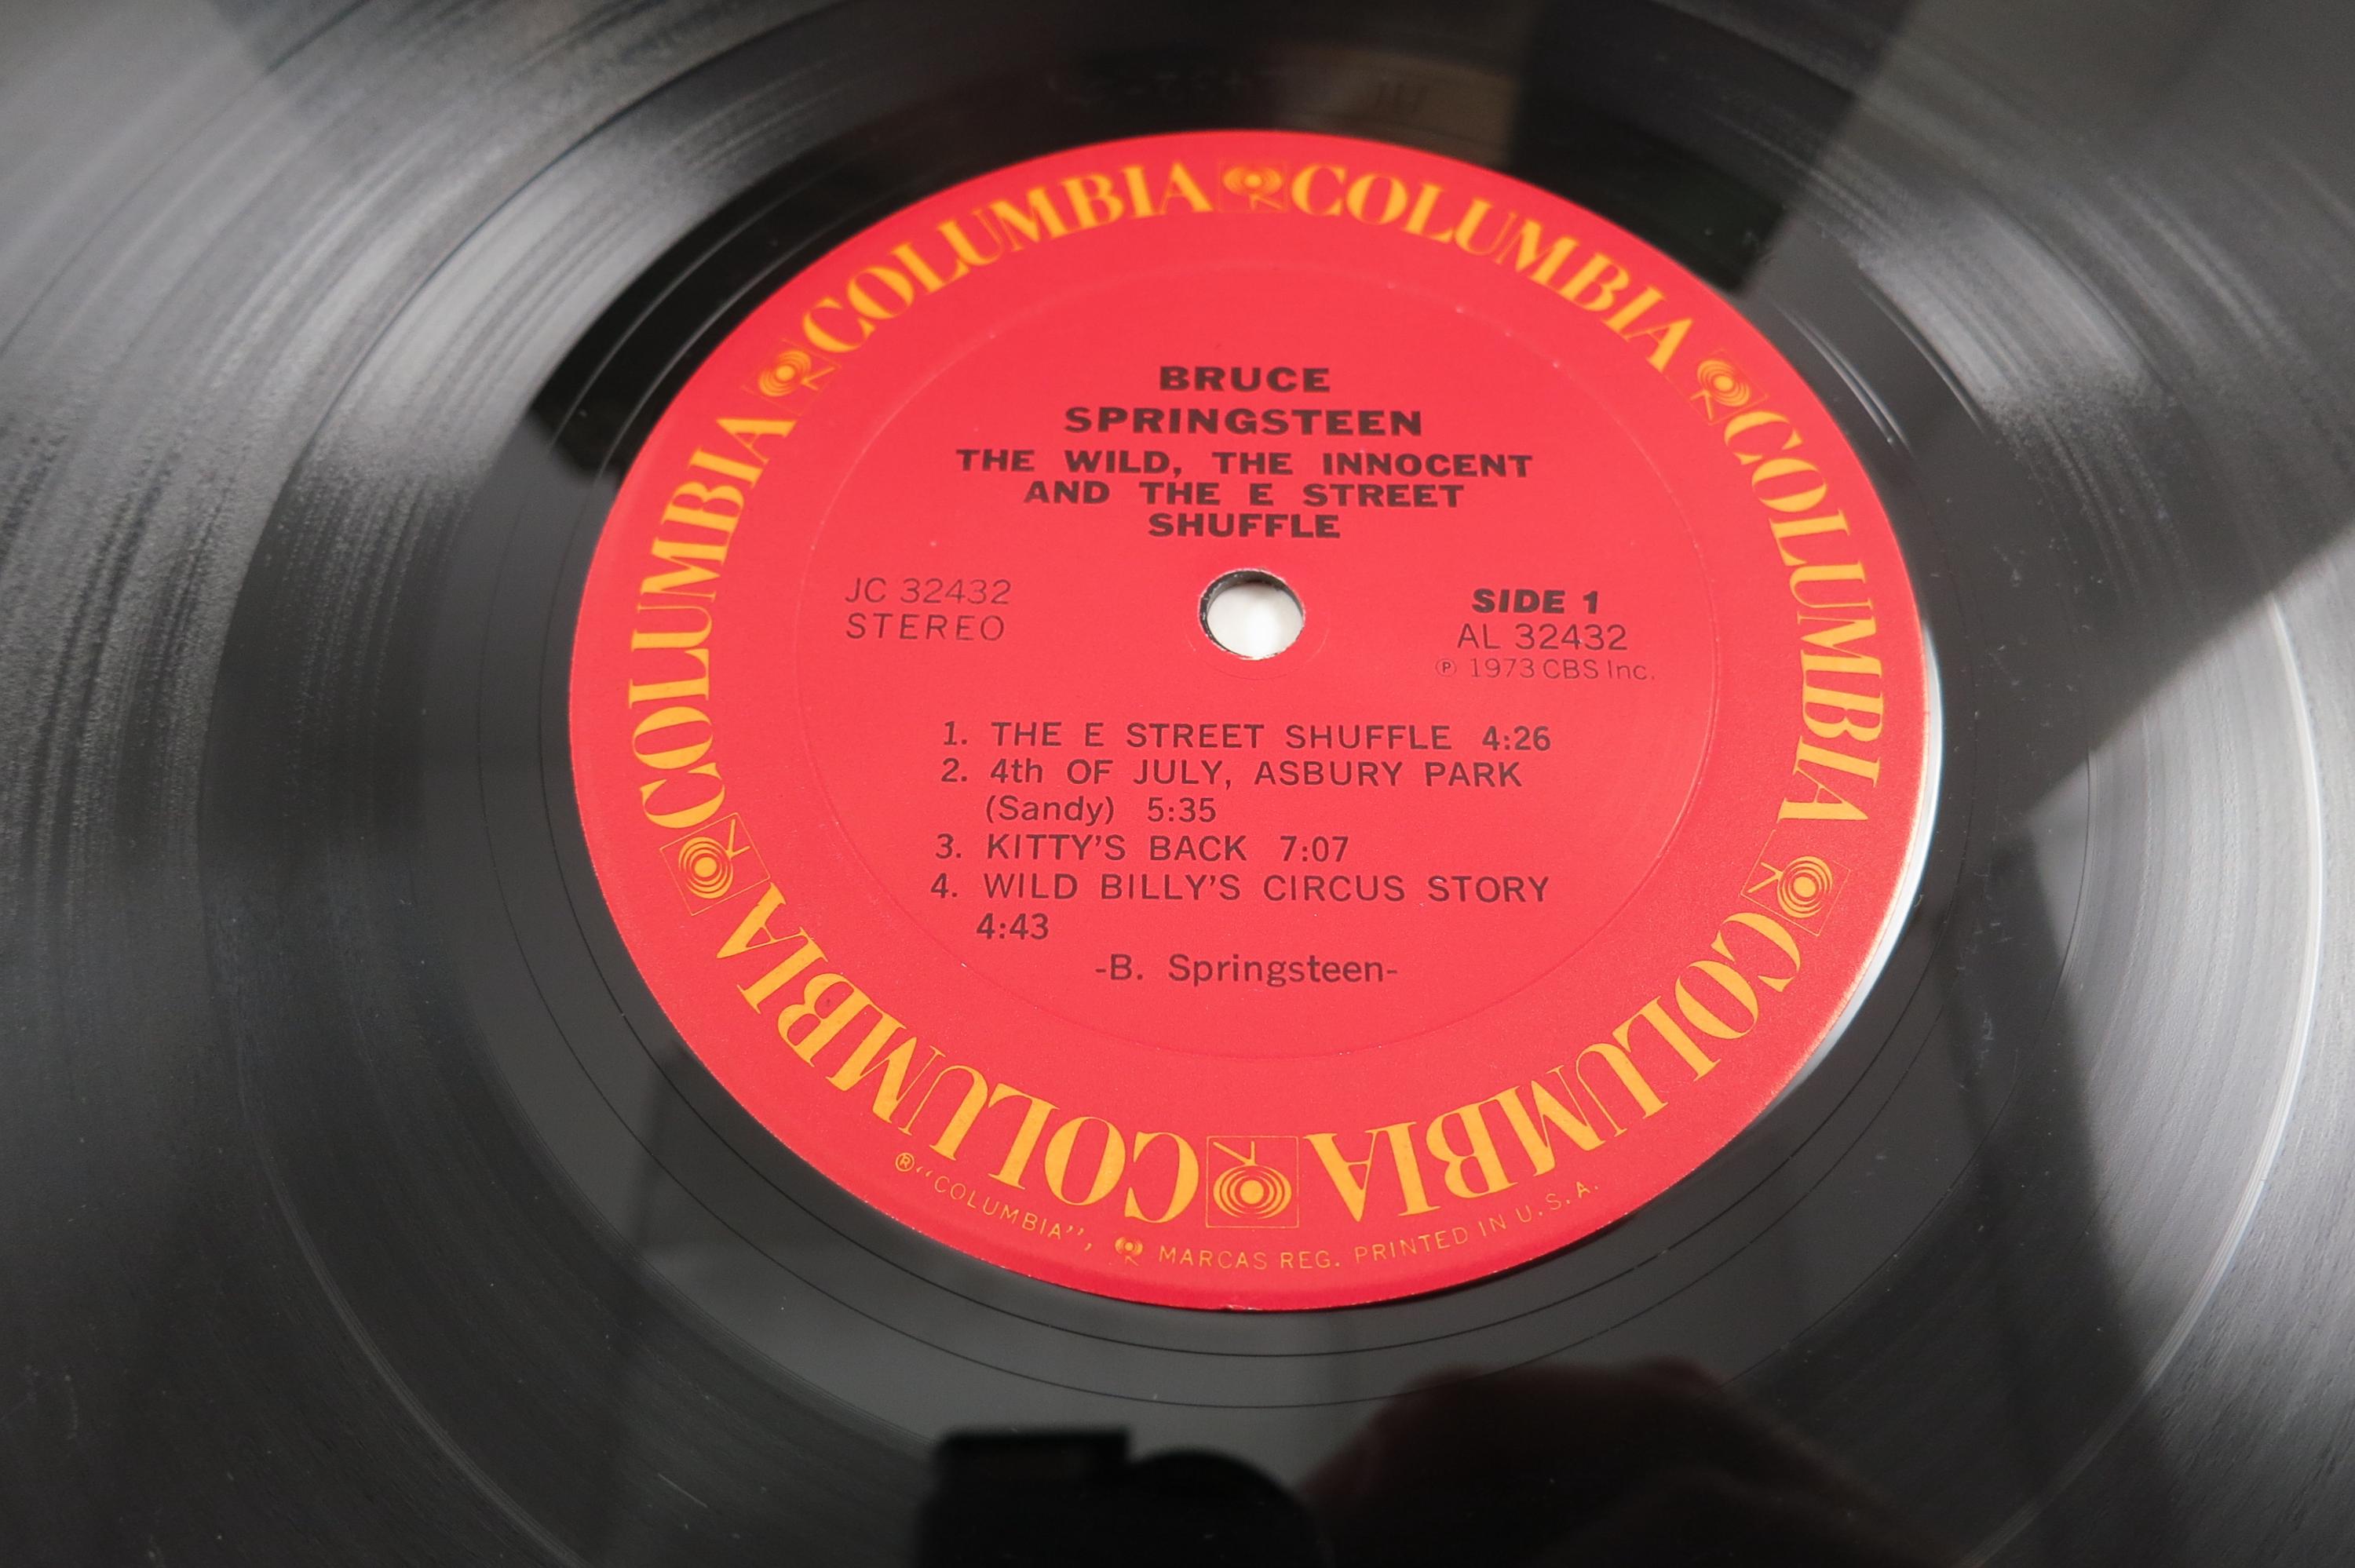 COLUMBIA COLUMBIA COLUMBIA COLUMBIA COLUMBIA COLUMBIA
BRUCE
SPRINGSTEEN
THE WILD, THE INNOCENT
AND THE E STREET
SHUFFLE
JC 32432
STEREO
SIDE 1
AL 32432
Ⓟ 1973 CBS Inc.
1. THE E STREET SHUFFLE 4:26
2. 4th OF JULY, ASBURY PARK
(Sandy) 5:35
3. KITTY'S BACK 7:07
4. WILD BILLY'S CIRCUS STORY
4:43
-B. Springsteen-
® "COLUMBIA", MARCAS REG. PRINTED IN U.S.A.